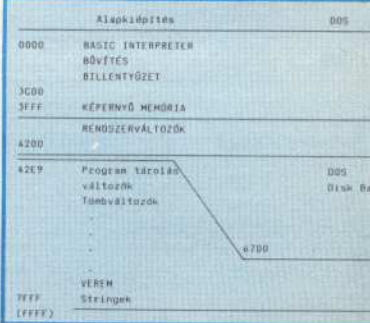 Alapkiépítés DOS
0000 BASIC INTERPRETER
BŐVÍTÉS
BILLENTYŰZET
3C00
3FFF KÉPERNYŐ MEMÓRIA
RENDSZERVÁLTOZÓK
4200
42E9 Program tárolás DOS
változók Disk
Tömbváltozók
.
.
6700
.
.
VEREM
7FFF Stringek
(FFFF)